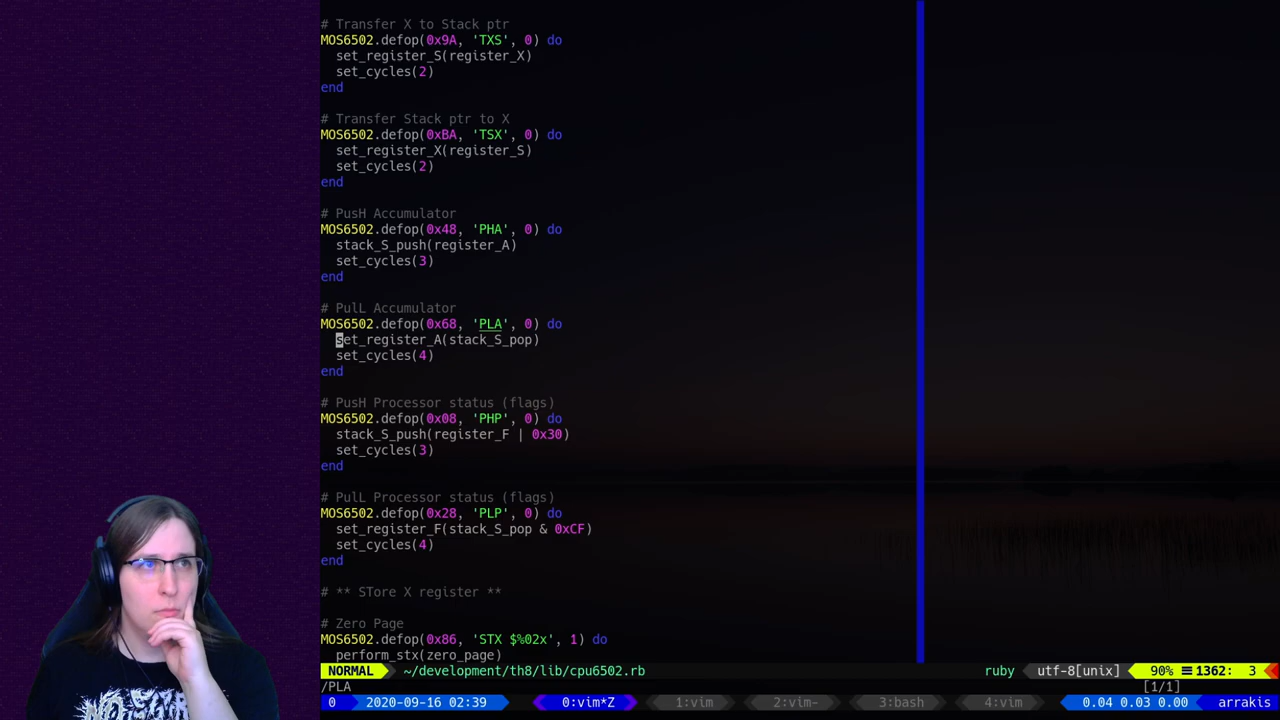 # Transfer X to Stack ptr
MOS6502.defop(0x9A, 'TXS', 0) do
set_register_S(register_X)
set_cycles(2)
end
# Transfer Stack ptr to X
MOS6502.defop(0xBA, 'TSX', 0) do
set_register_X(register_S)
set_cycles(2)
end
# PusH Accumulator
MOS6502.defop(0x48, 'PHA', 0) do
stack_S_push(register_A)
set_cycles(3)
end
# PulL Accumulator
MOS6502.defop(0x68, 'PLA', 0) do
set_register_A(stack_S_pop)
set_cycles(4)
end
# PusH Processor status (flags)
MOS6502.defop(0x08, 'PHP', 0) do
stack_S_push(register_F | 0x30)
set_cycles(3)
end
# PulL Processor status (flags)
MOS6502.defop(0x28, 'PLP', 0) do
set_register_F(stack_S_pop & 0xCF)
set_cycles(4)
end
# ** STore X register **
# Zero Page
MOS6502.defop(0x86, 'STX $%02x', 1) do
perform_stx(zero_page)
NORMAL ~/development/th8/lib/cpu6502.rb ruby utf-8[unix] 90% ≡1362: 3
/PLA [1/1]
0 2020-09-16 02:39 0:vim*Z 1:vim 2:vim- 3:bash 4:vim 0.04 0.03 0.00 arrakis